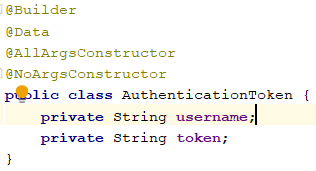 @Builder
@Data
@AllArgsConstructor
@NoArgsConstructor
public class AuthenticationToken {
    private String username;
    private String token;
}